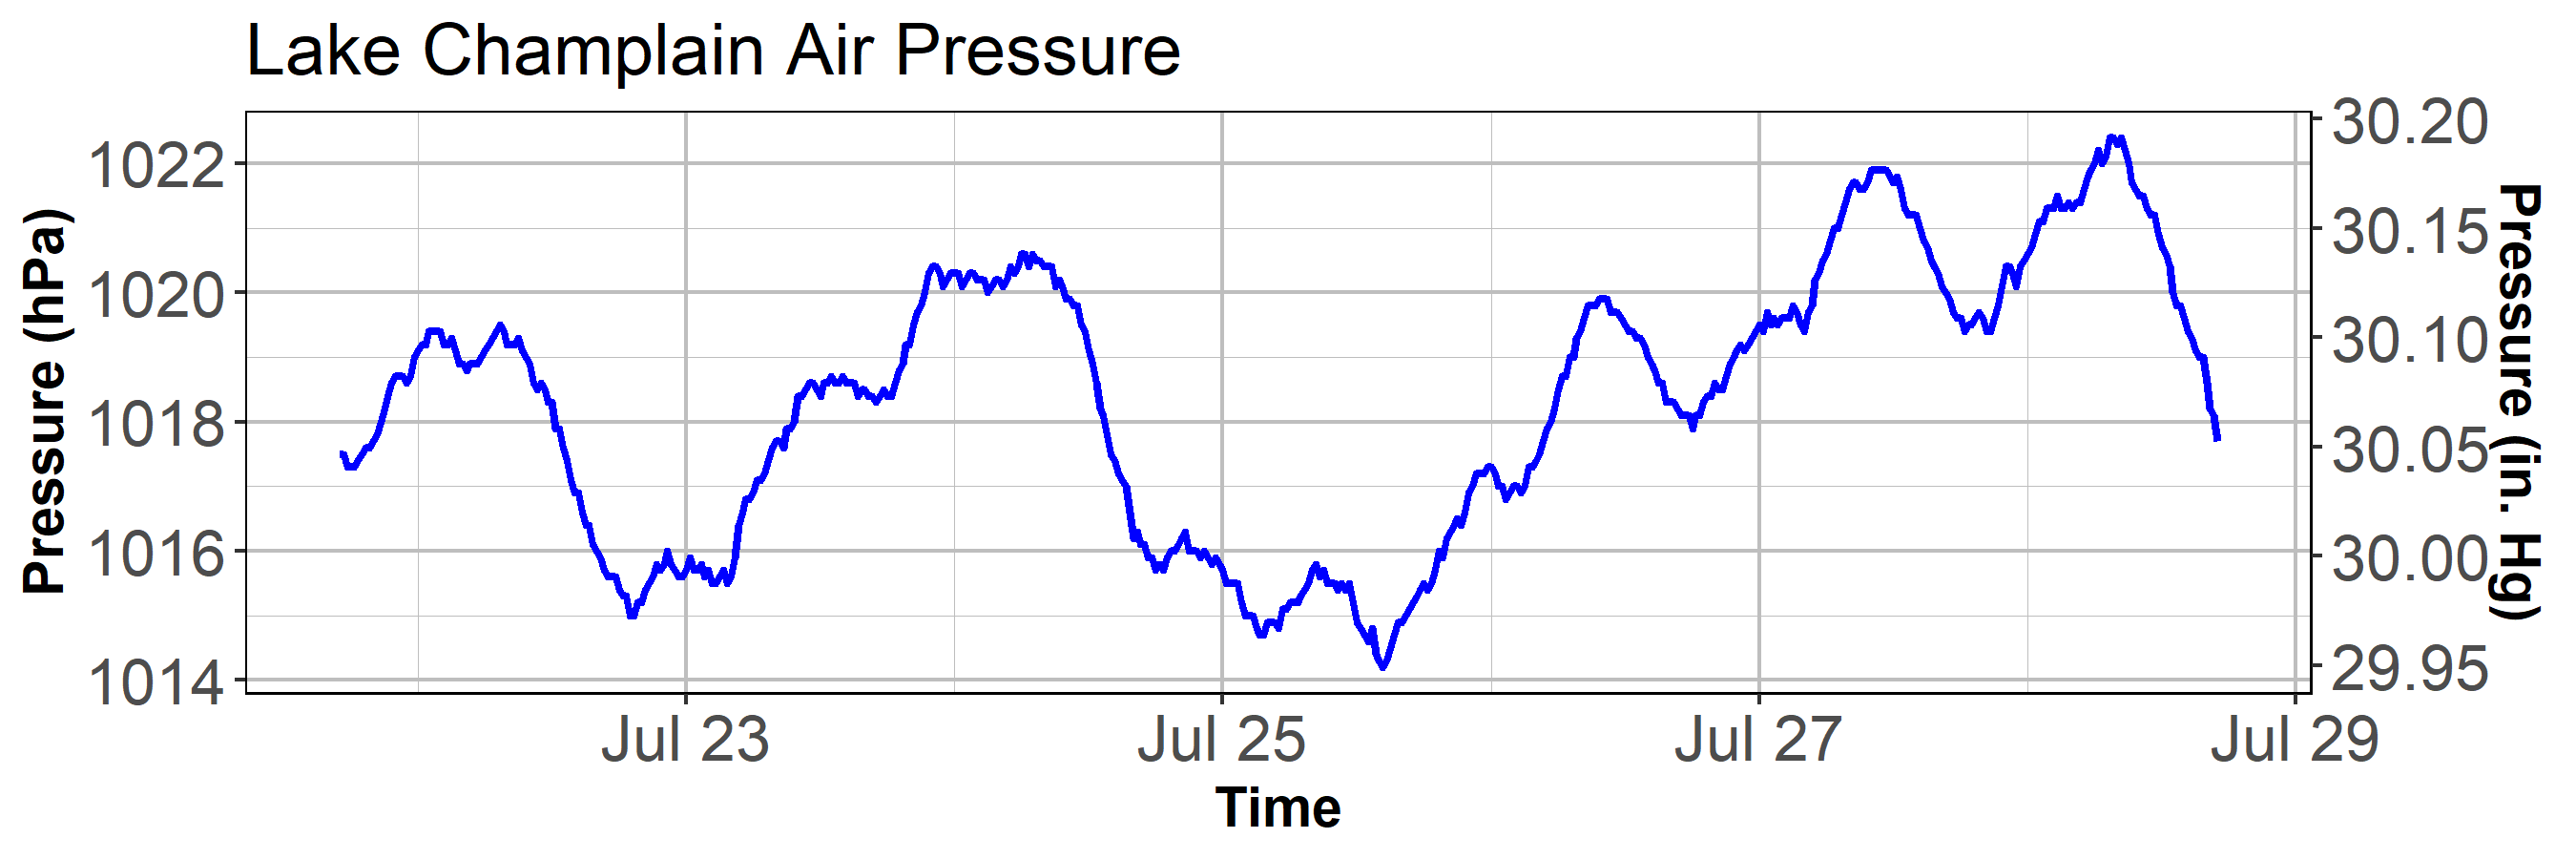 Lake Champlain Air Pressure
Pressure (hPa)
1022
1020
1018
1016
1014
30.20
30.15
30.10
30.05
30.00
29.95
Pressure (in. Hg)
Jul 23 Jul 25 Jul 27 Jul 29
Time